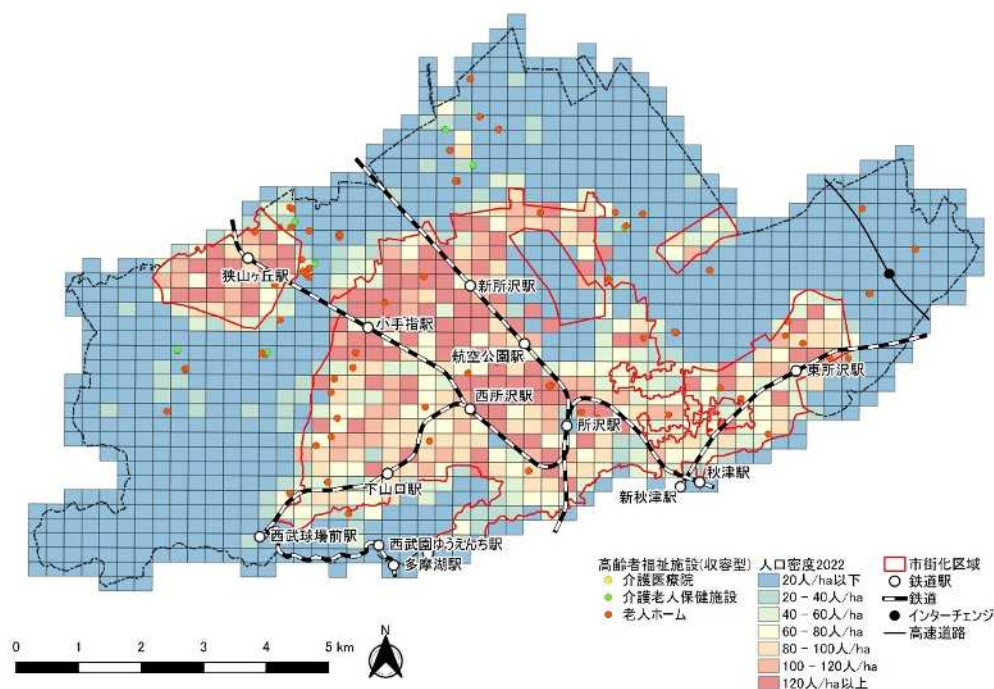 狭山ヶ丘駅
新所沢駅
小手指駅
航空公園駅
西所沢駅
東所沢駅
所沢駅
下山口駅
秋津駅
新秋津駅
西武球場前駅
西武園ゆうえんち駅
多摩湖駅
高齢者福祉施設(収容型)
介護医療院
介護老人保健施設
老人ホーム
人口密度2022
20人/ha以下
20 - 40人/ha
40 - 60人/ha
60 - 80人/ha
80 - 100人/ha
100 - 120人/ha
120人/ha以上
市街化区域
鉄道駅
鉄道
インターチェンジ
高速道路
0 1 2 3 4 5 km
N